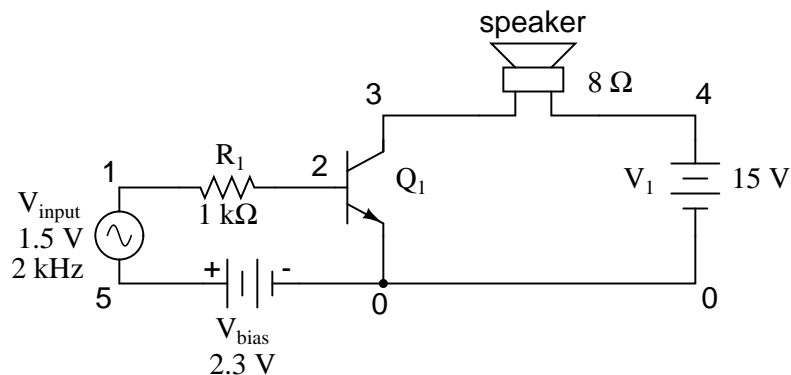 speaker
8 Ω
3
4
R1
1
2
Q1
V1
15 V
Vinput
1.5 V
2 kHz
1 kΩ
+
-
5
0
0
Vbias
2.3 V